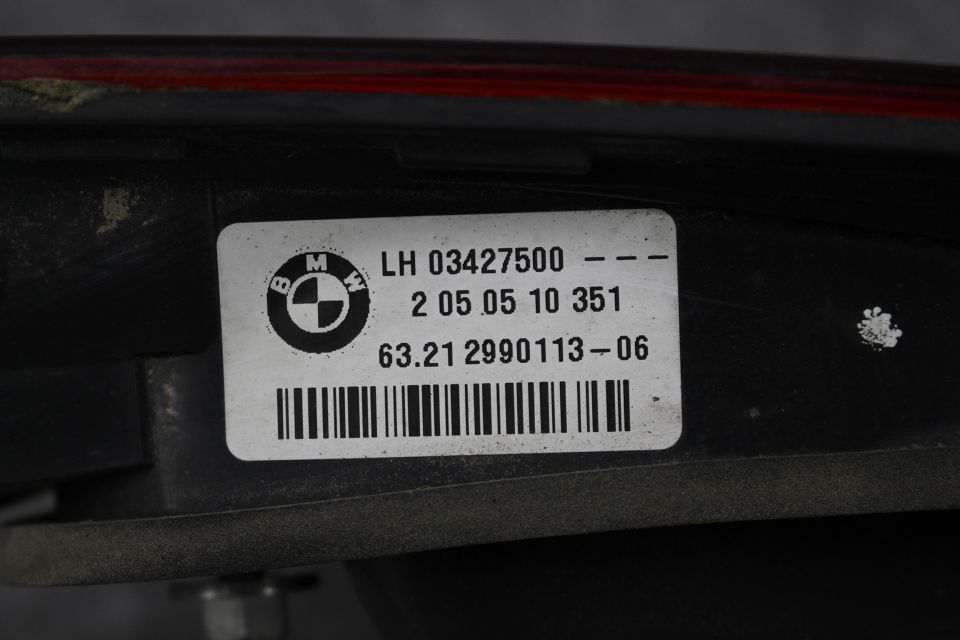 BMW
LH 03427500 ---
2 05 05 10 351
63.21 2990113-06